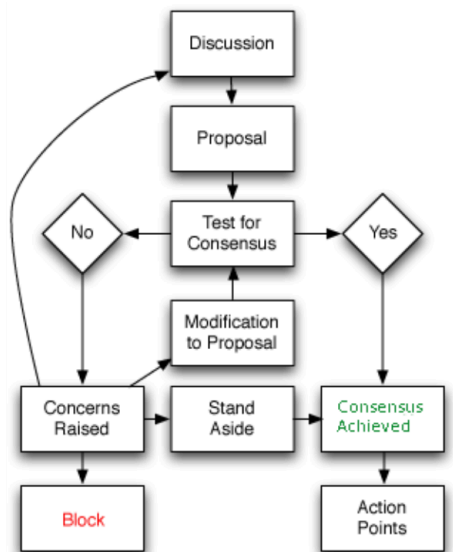 Discussion
Proposal
No
Test for
Consensus
Yes
Modification
to Proposal
Concerns
Raised
Stand
Aside
Consensus
Achieved
Block
Action
Points